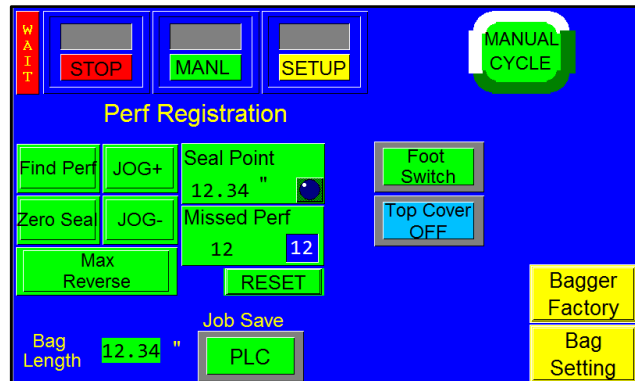 WAIT
STOP
MANL
SETUP
MANUAL
CYCLE
Perf Registration
Find Perf
JOG+
Seal Point
12.34 "
Foot
Switch
Zero Seal
JOG-
Missed Perf
12 12
Top Cover
OFF
Max
Reverse
RESET
Bagger
Factory
Job Save
Bag
Length
12.34 "
PLC
Bag
Setting